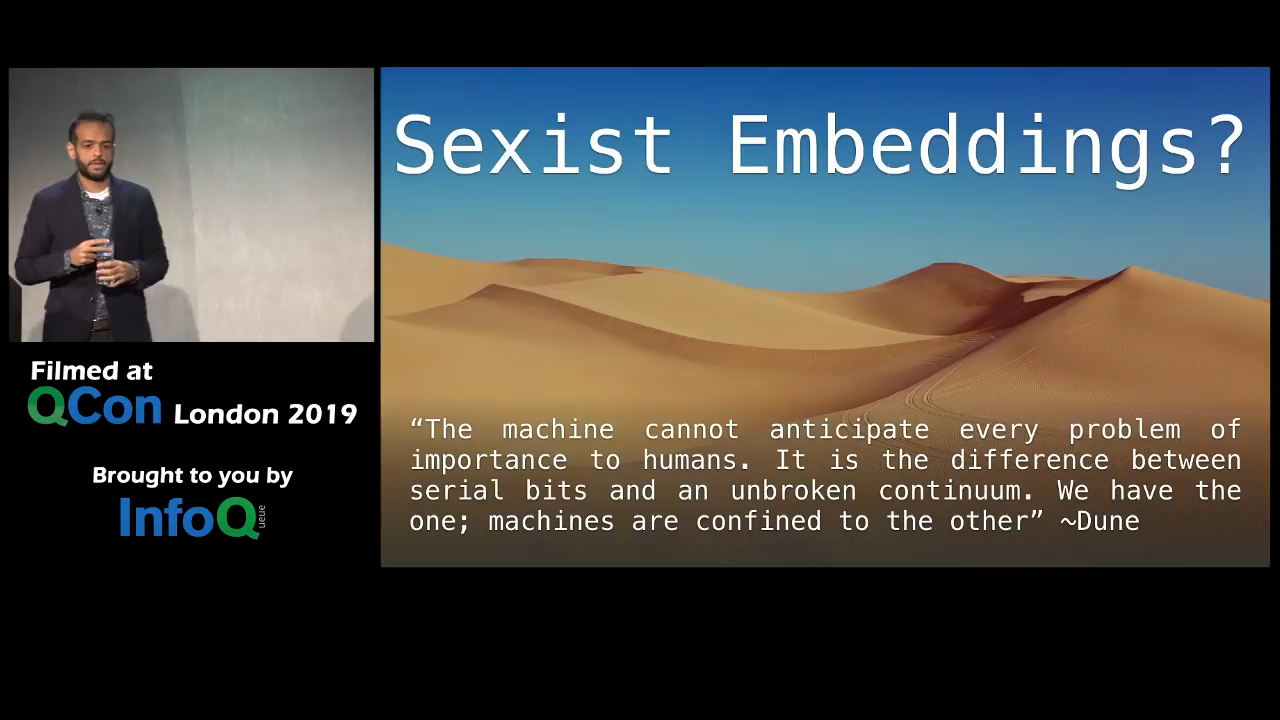 Sexist Embeddings?
“The machine cannot anticipate every problem of
importance to humans. It is the difference between
serial bits and an unbroken continuum. We have the
one; machines are confined to the other” ~Dune
Filmed at
QCon London 2019
Brought to you by
InfoQ
ueue